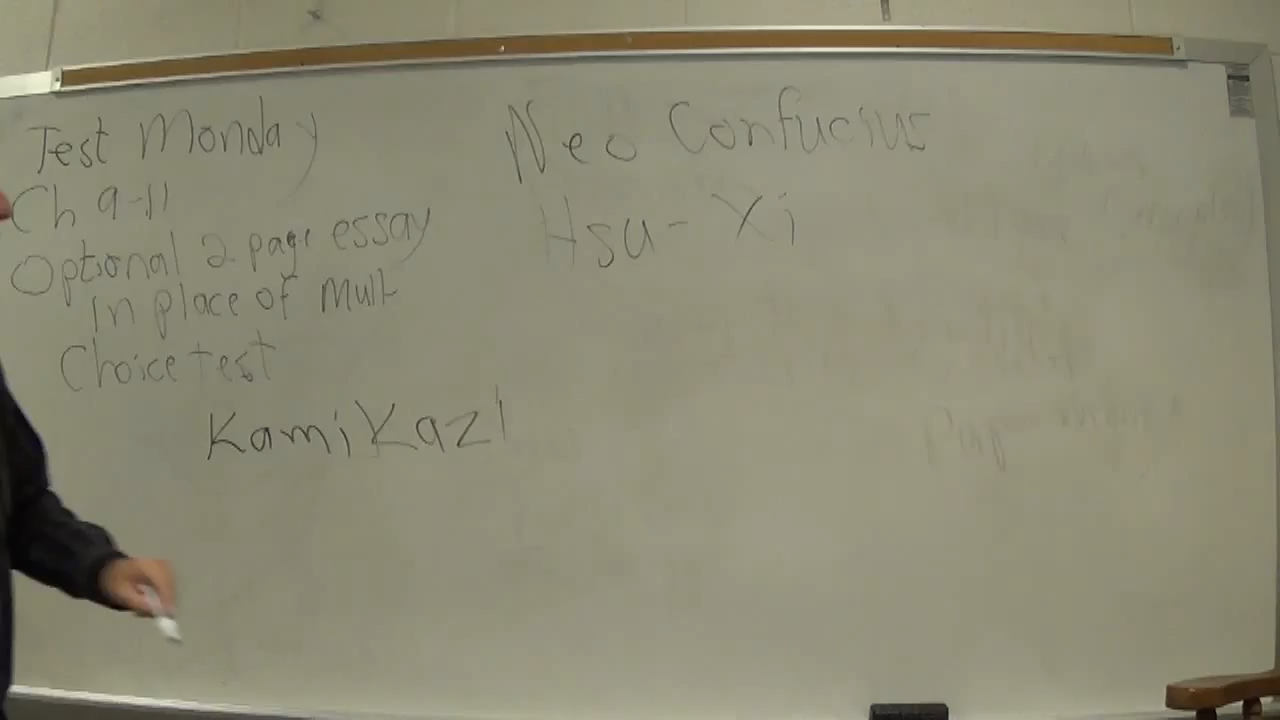 Test Monday
Ch 9-11
Optional 2 page essay
In place of Mult
Choice test
KamiKazi
Neo Confucius
Hsu-Xi